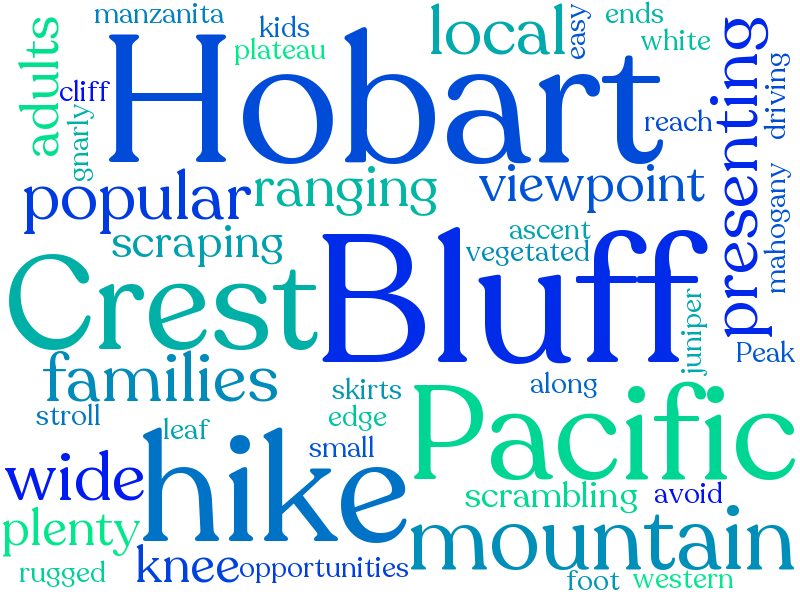 manzanita
kids
ends
easy
local
white
plateau
adults
cliff
Hobart
presenting
driving
gnarly
reach
popular
ranging
viewpoint
mahogany
scraping
ascent
vegetated
Crest
Bluff
juniper
Peak
families
skirts
along
stroll
edge
Pacific
leaf
small
wide
hike
scrambling
avoid
plenty
mountain
knee
opportunities
rugged
foot
western